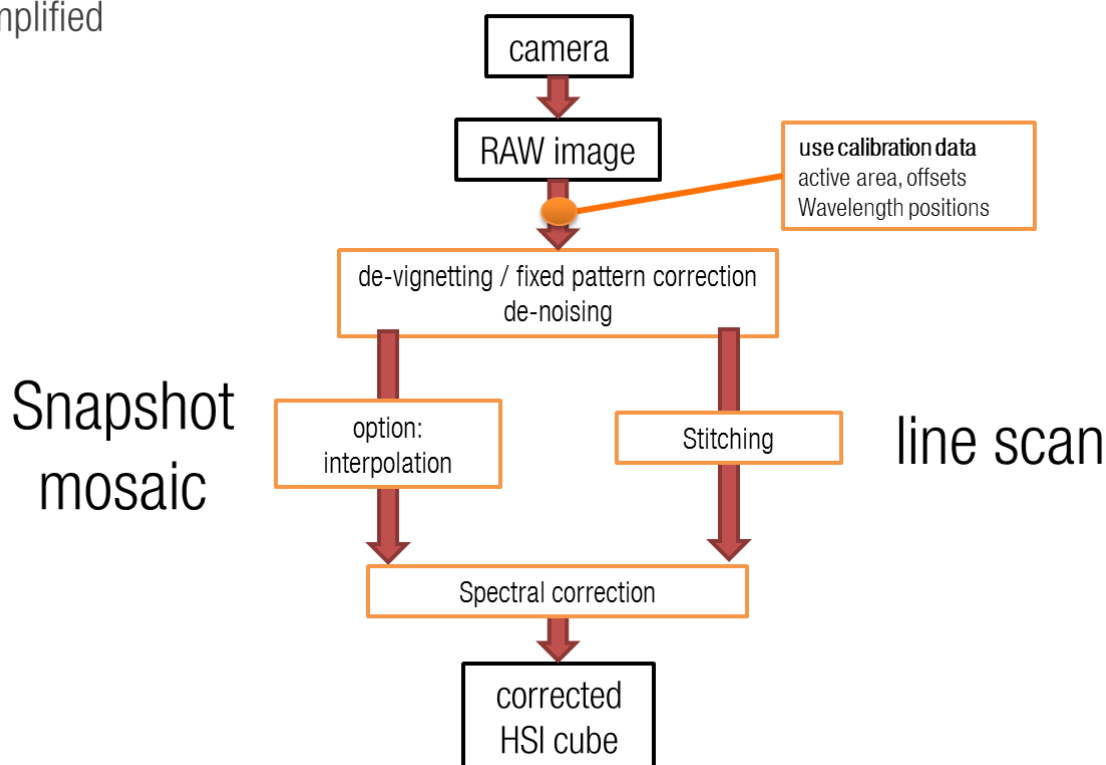 camera
RAW image
use calibration data
active area, offsets
Wavelength positions
de-vignetting / fixed pattern correction
de-noising
Snapshot
mosaic
option:
interpolation
Stitching
line scan
Spectral correction
corrected
HSI cube